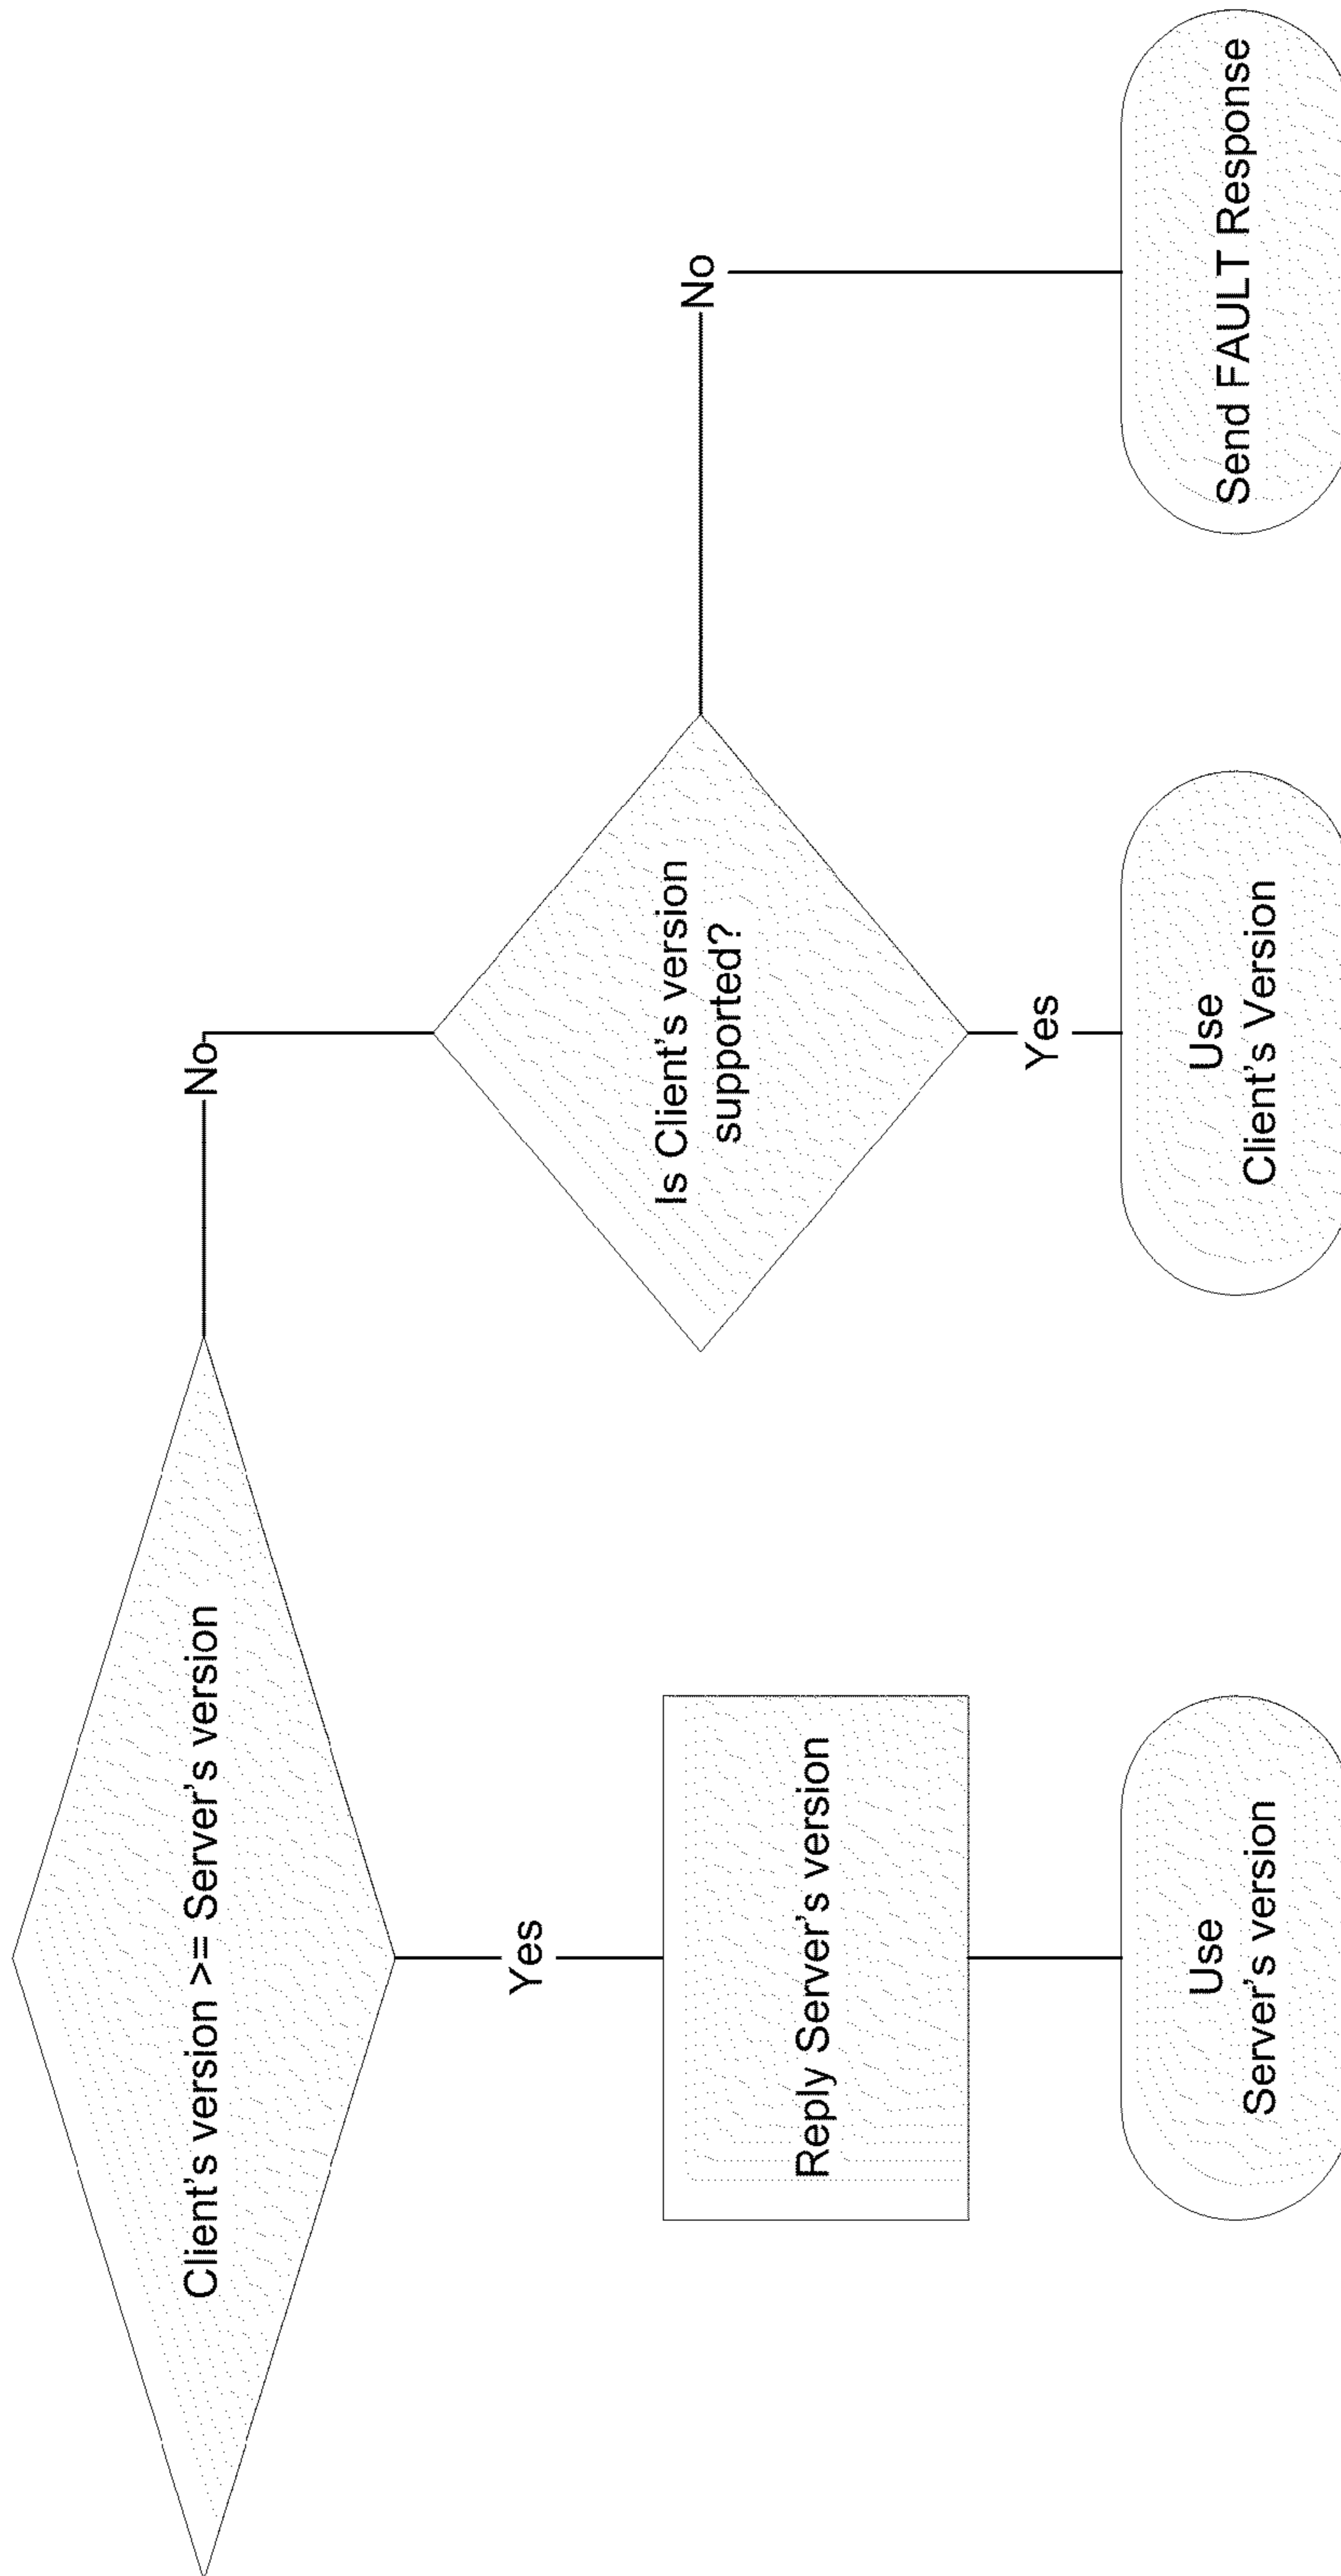 Client's version >= Server's version
No
Yes
Is Client's version
supported?
No
Reply Server's version
Yes
Use
Server's version
Use
Client's Version
Send FAULT Response